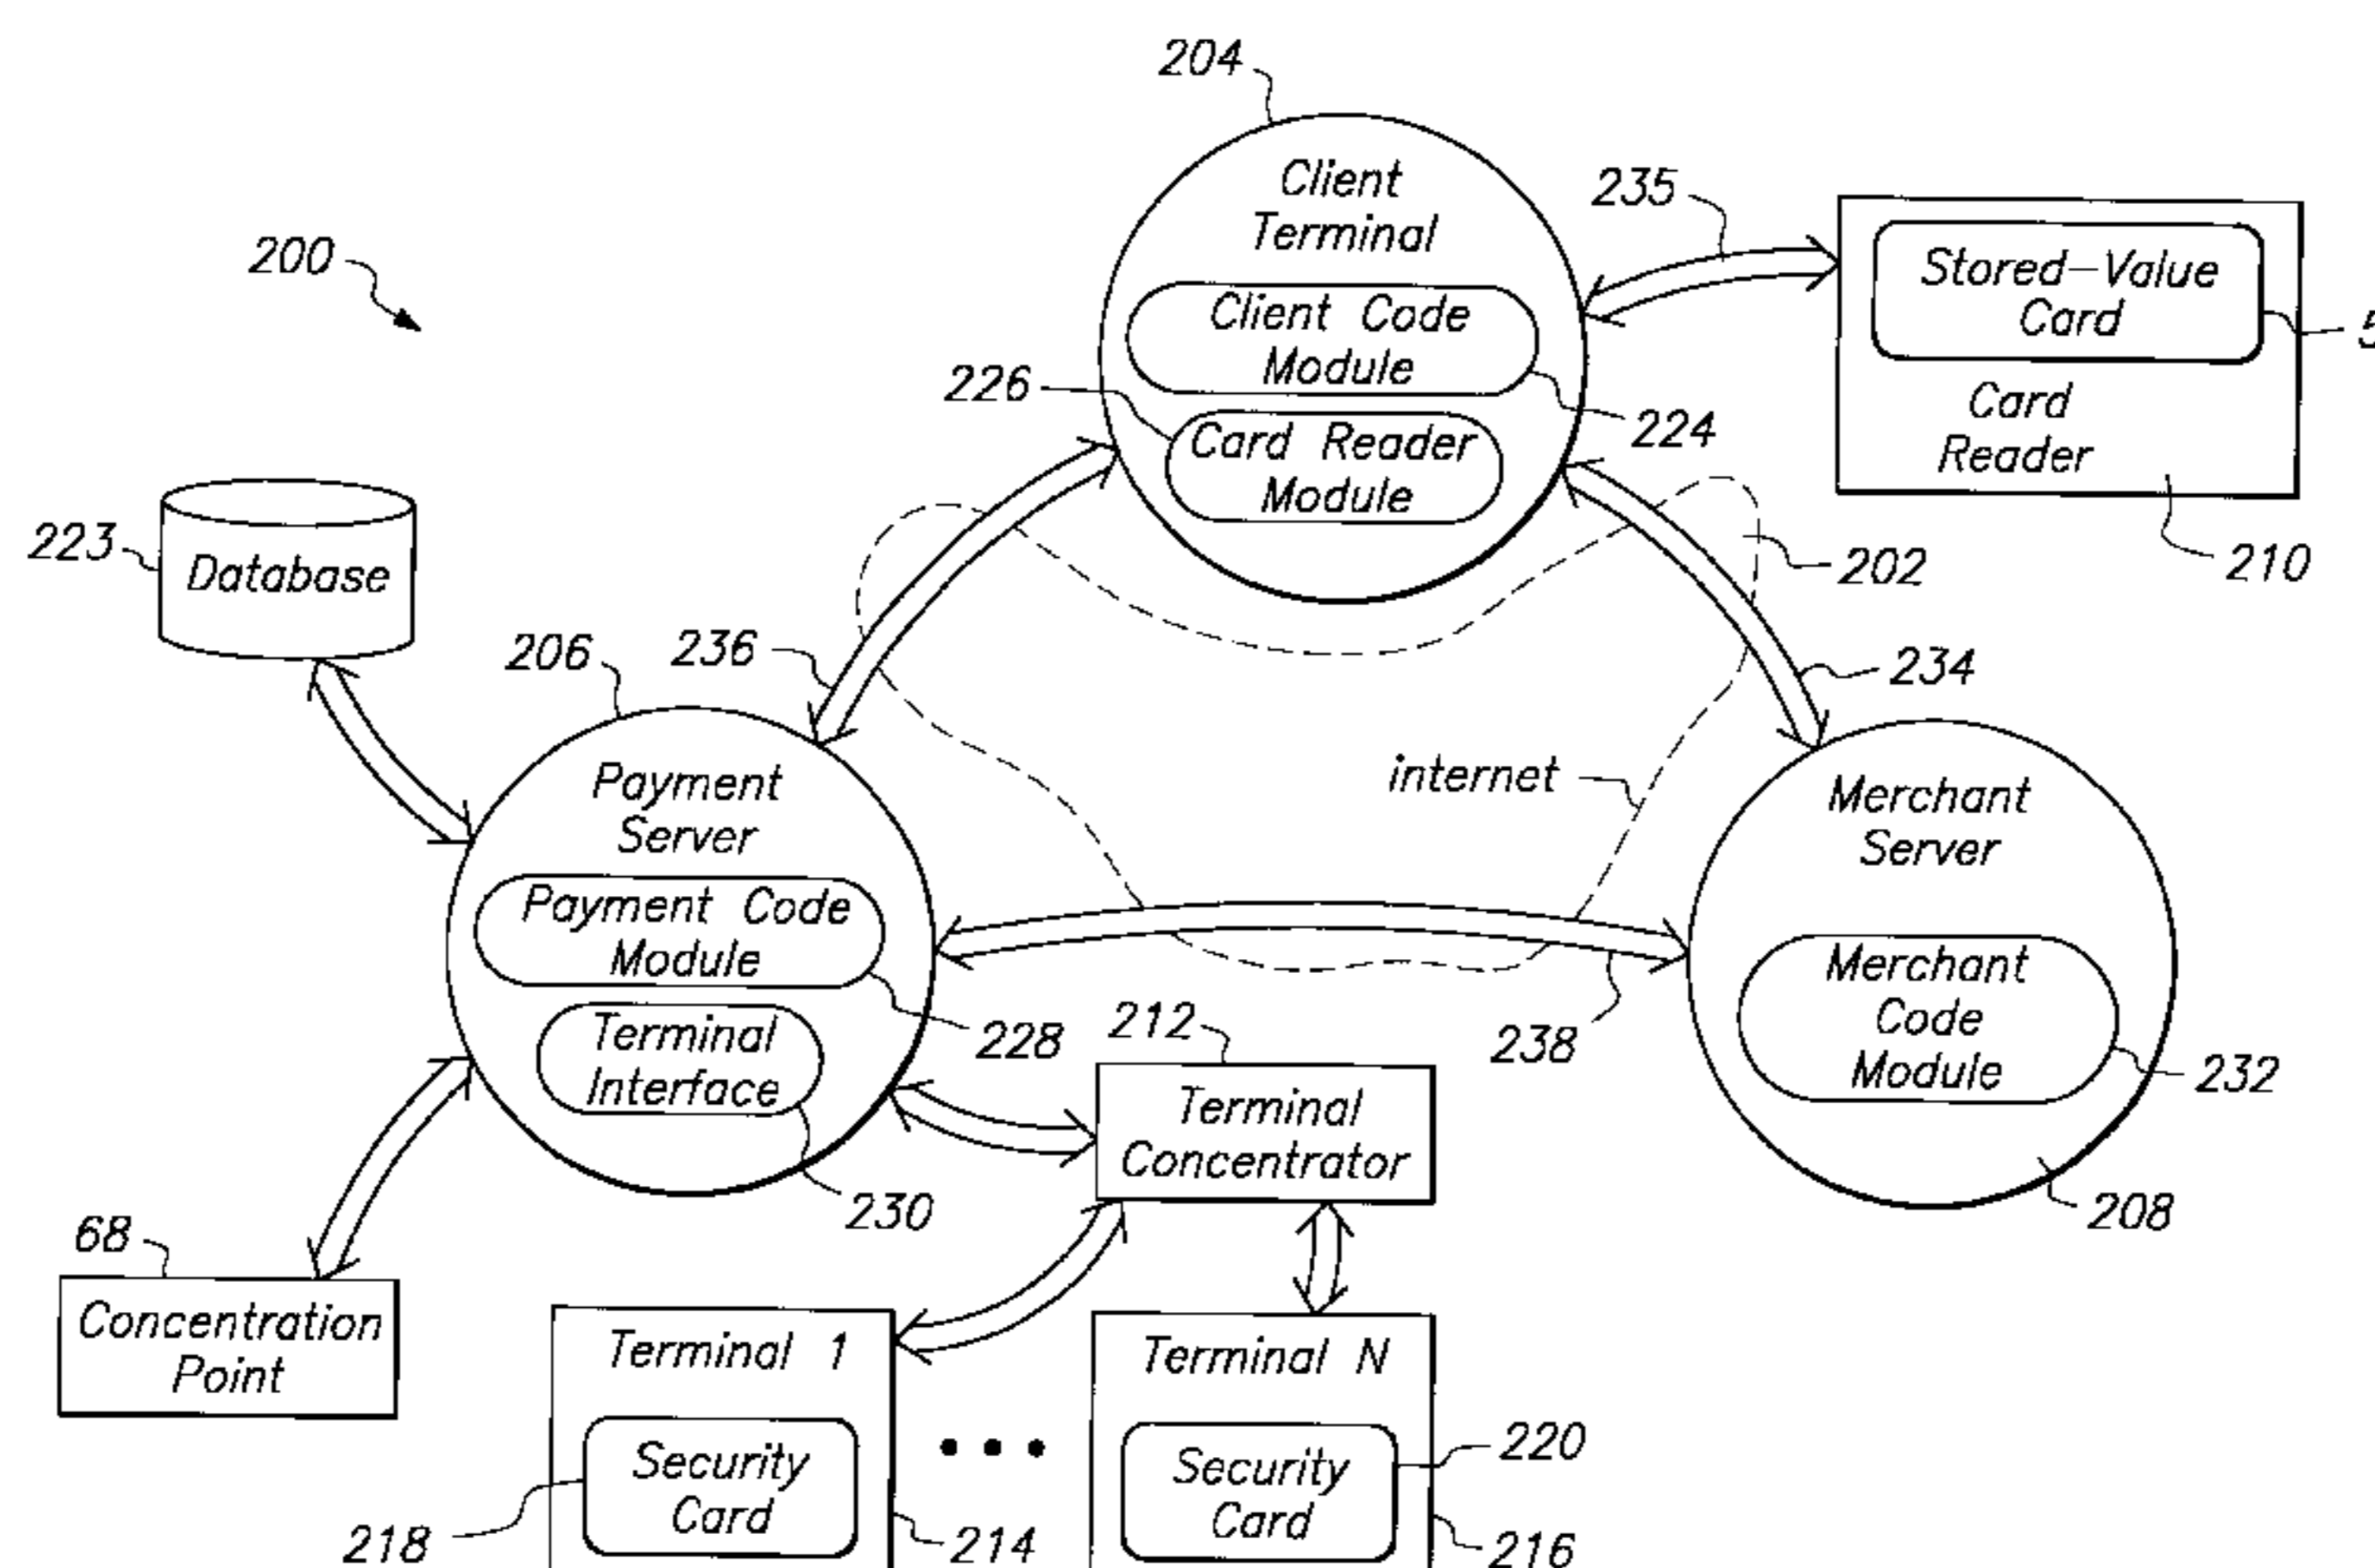 204
Client
Terminal
235
200
Stored-Value
Card
Client Code
Module
5
226
Card
Reader
224
Card Reader
Module
223
Database
202
210
206
236
234
internet
Payment
Server
Merchant
Server
Payment Code
Module
Merchant
Code
Module
212
228
238
Terminal
Interface
232
Terminal
Concentrator
230
208
68
Concentration
Point
Terminal 1
Terminal N
Security
Card
220
Security
Card
218
214
216